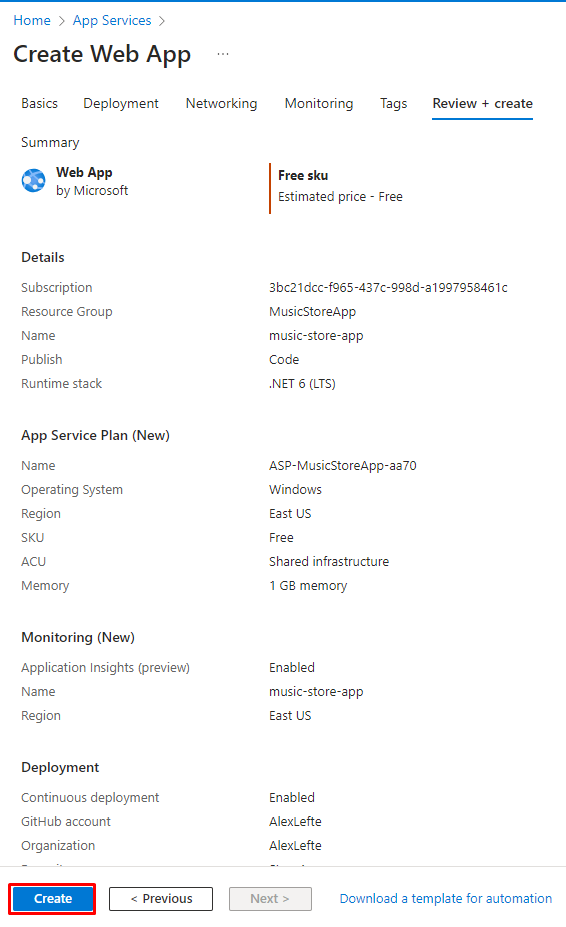 Home > App Services >
Create Web App ...
Basics Deployment Networking Monitoring Tags Review + create
Summary
Web App
by Microsoft
Free sku
Estimated price - Free
Details
Subscription 3bc21dcc-f965-437c-998d-a1997958461c
Resource Group MusicStoreApp
Name music-store-app
Publish Code
Runtime stack .NET 6 (LTS)
App Service Plan (New)
Name ASP-MusicStoreApp-aa70
Operating System Windows
Region East US
SKU Free
ACU Shared infrastructure
Memory 1 GB memory
Monitoring (New)
Application Insights (preview) Enabled
Name music-store-app
Region East US
Deployment
Continuous deployment Enabled
GitHub account AlexLefte
Organization AlexLefte
Create < Previous Next > Download a template for automation